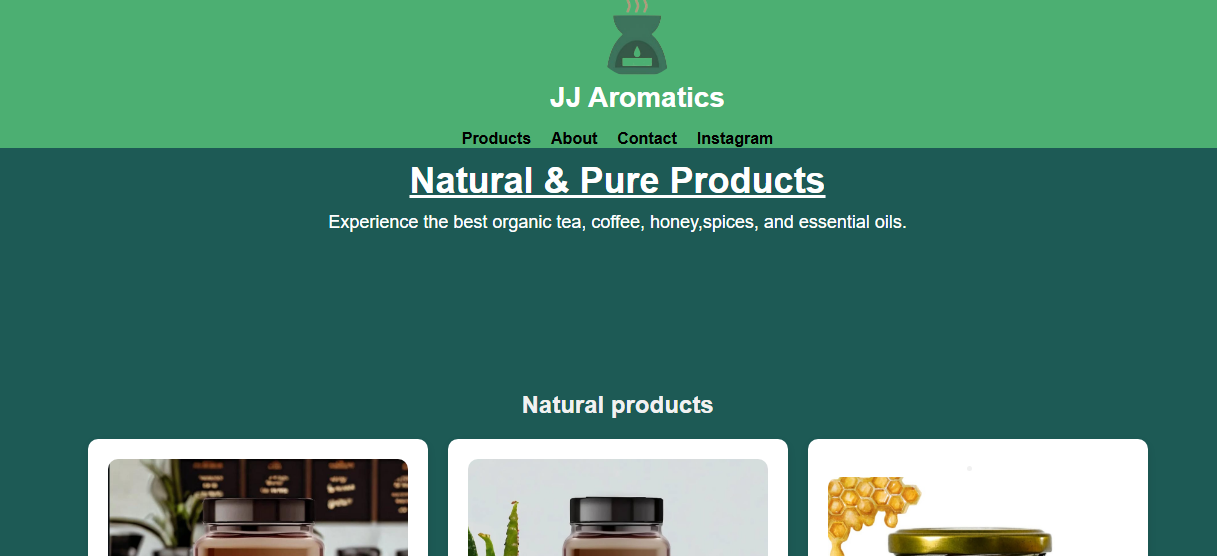 JJ Aromatics
Products About Contact Instagram
Natural & Pure Products
Experience the best organic tea, coffee, honey,spices, and essential oils.
Natural products